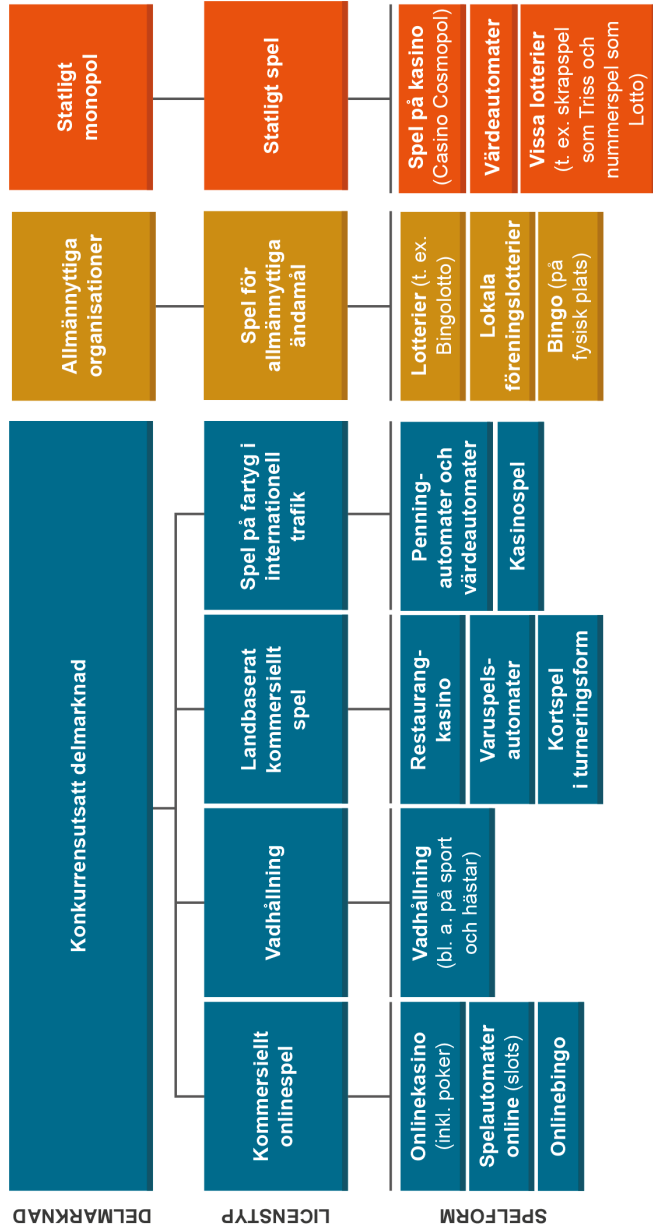 DELMARKNAD
Konkurrensutsatt delmarknad
Allmännyttiga
organisationer
Statligt
monopol
LICENSTYP
Kommersiellt
onlinespel
Vadhållning
Landbaserat
kommersiellt
spel
Spel på fartyg i
internationell
trafik
Spel för
allmännyttiga
ändamål
Statligt spel
SPELFORM
Onlinekasino
(inkl. poker)
Spelautomater
online (slots)
Onlinebingo
Vadhållning
(bl. a. på sport
och hästar)
Restaurang-
kasino
Varuspels-
automater
Kortspel
i turneringsform
Penning-
automater och
värdeautomater
Kasinospel
Lotterier (t. ex.
Bingolotto)
Lokala
föreningslotterier
Bingo (på
fysisk plats)
Spel på kasino
(Casino Cosmopol)
Värdeautomater
Vissa lotterier
(t. ex. skrapspel
som Triss och
nummerspel som
Lotto)